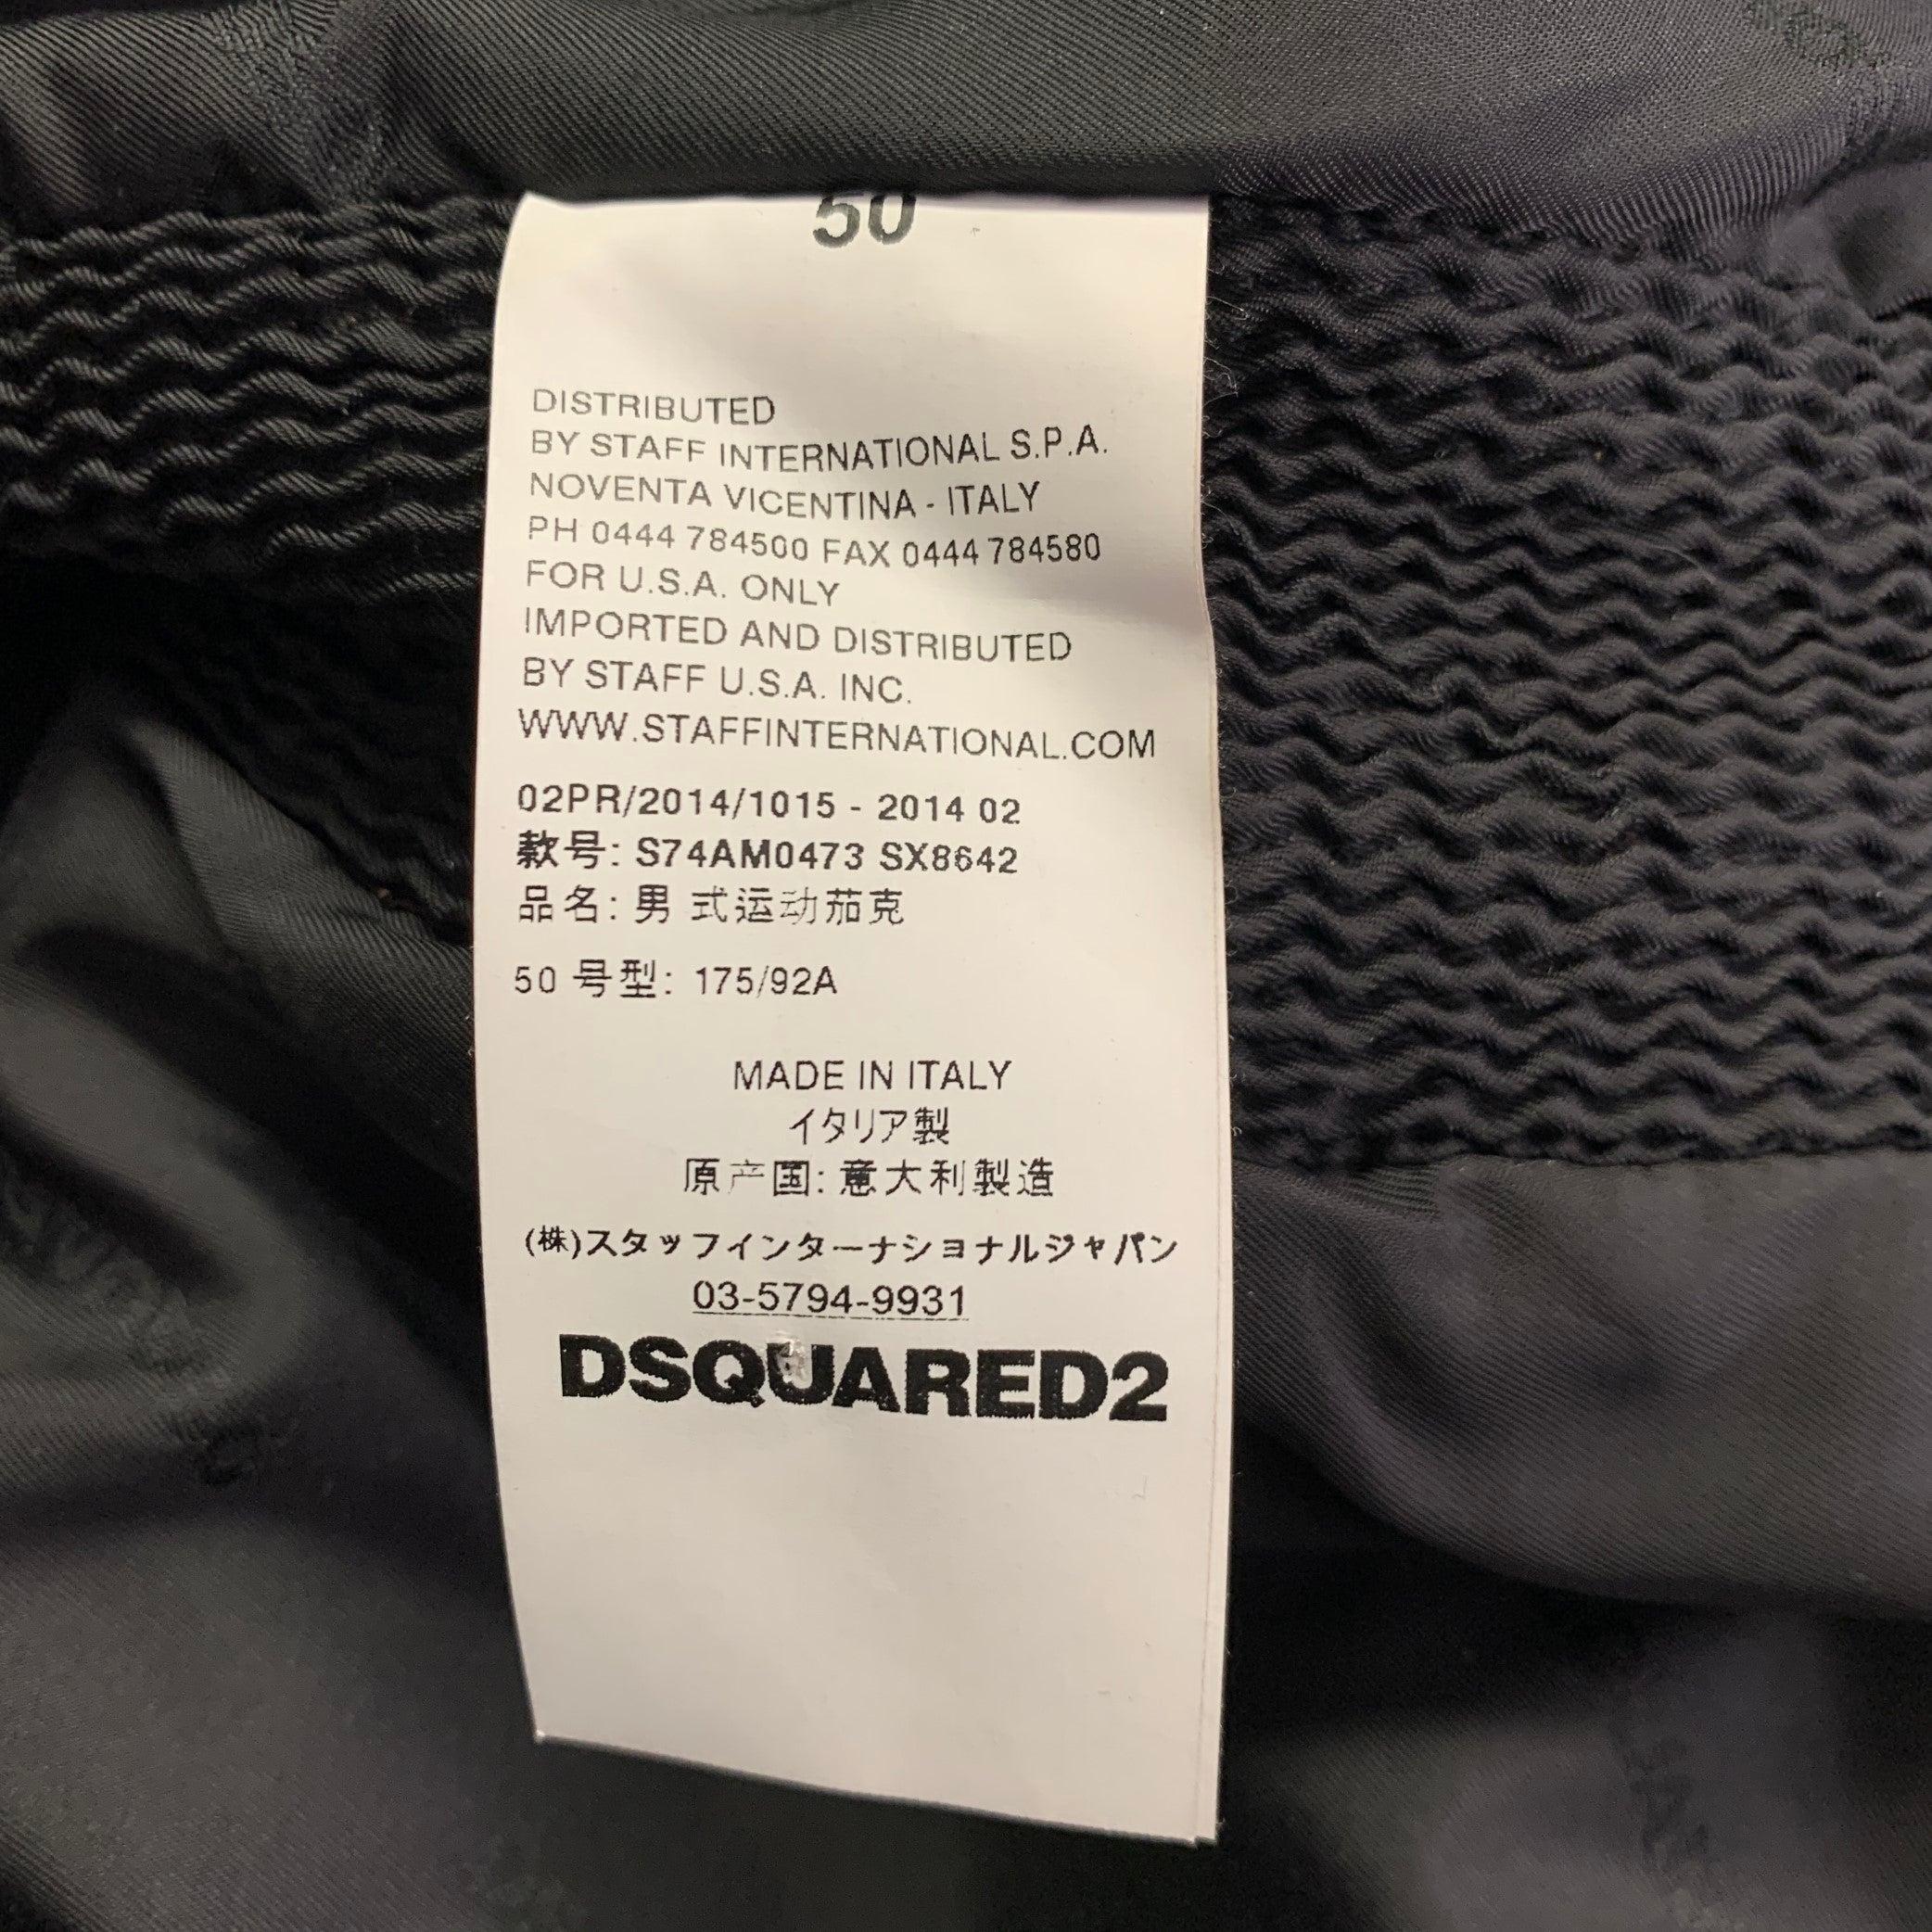 50
DISTRIBUTED
BY STAFF INTERNATIONAL S.P.A.
NOVENTA VICENTINA - ITALY
PH 0444 784500 FAX 0444 784580
FOR U.S.A. ONLY
IMPORTED AND DISTRIBUTED
BY STAFF U.S.A. INC.
WWW.STAFFINTERNATIONAL.COM
02PR/2014/1015 - 2014 02
款号: S74AM0473 SX8642
品名: 男 式运动茄克
50 号型: 175/92A
MADE IN ITALY
イタリア製
原产国: 意大利製造
(株)スタッフインターナショナルジャパン
03-5794-9931
DSQUARED2